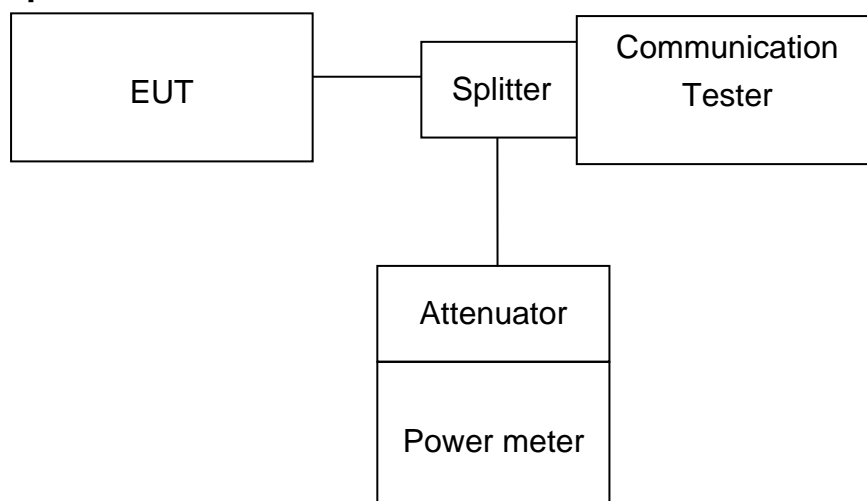 EUT
Splitter
Communication
Tester
Attenuator
Power meter